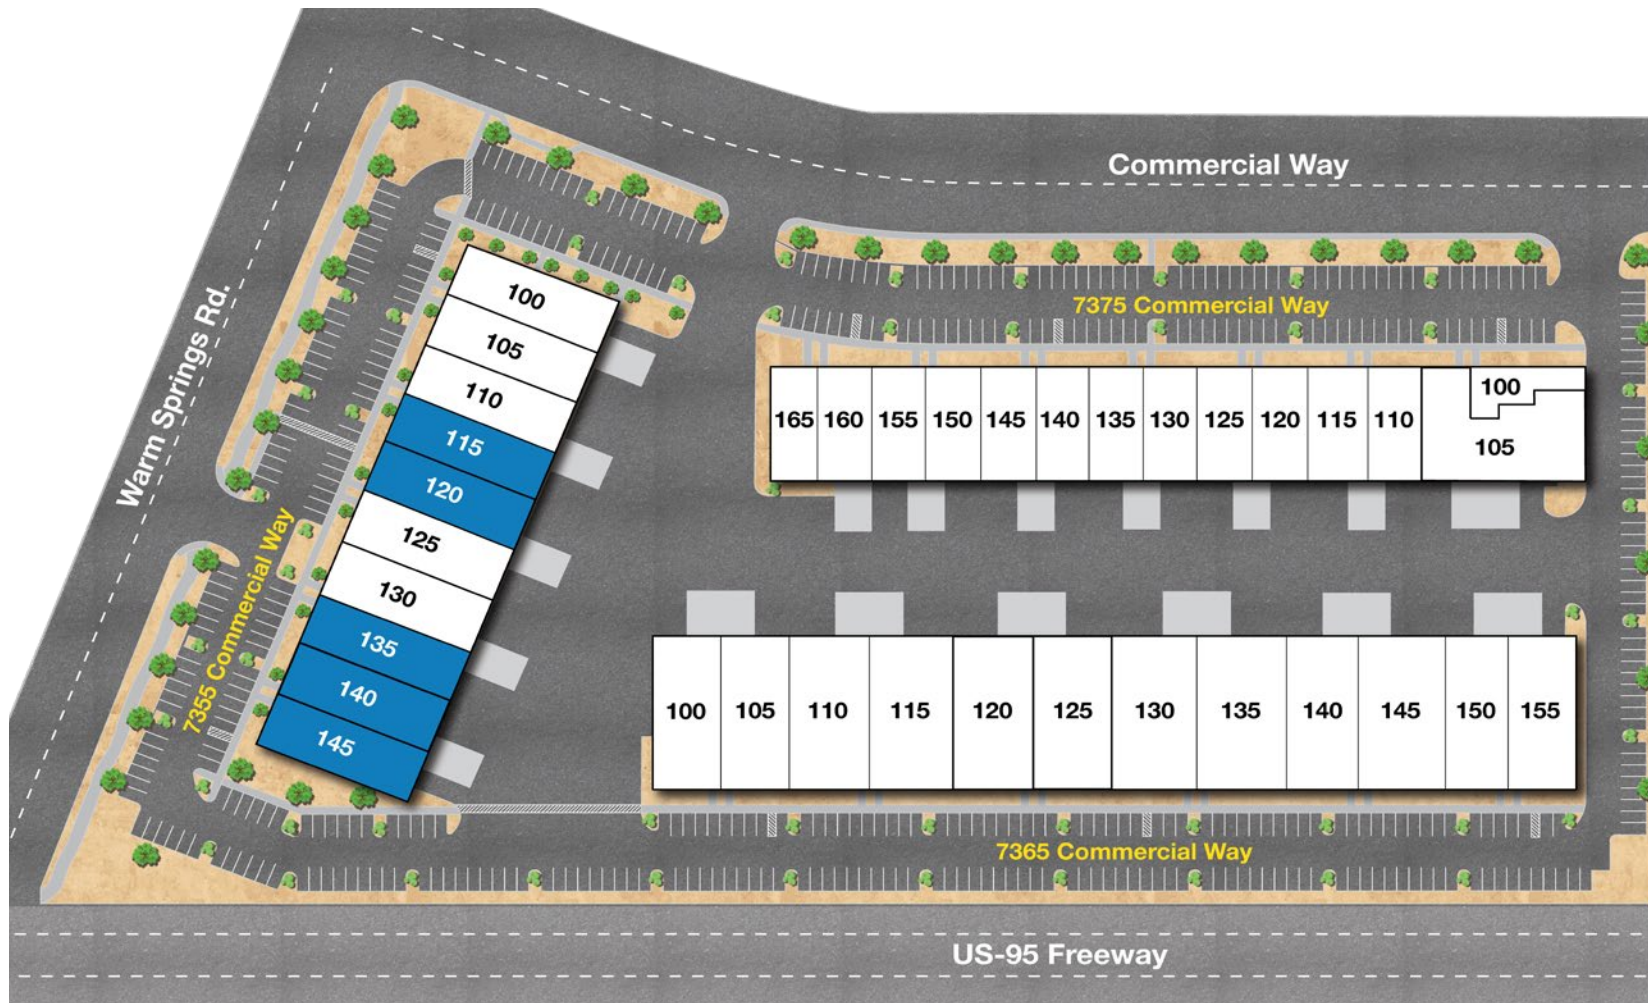 Commercial Way
Warm Springs Rd.
7375 Commercial Way
100
105
110
115
120
125
130
135
140
145
7355 Commercial Way
165 160 155 150 145 140 135 130 125 120 115 110 100
105
100 105 110 115 120 125 130 135 140 145 150 155
7365 Commercial Way
US-95 Freeway